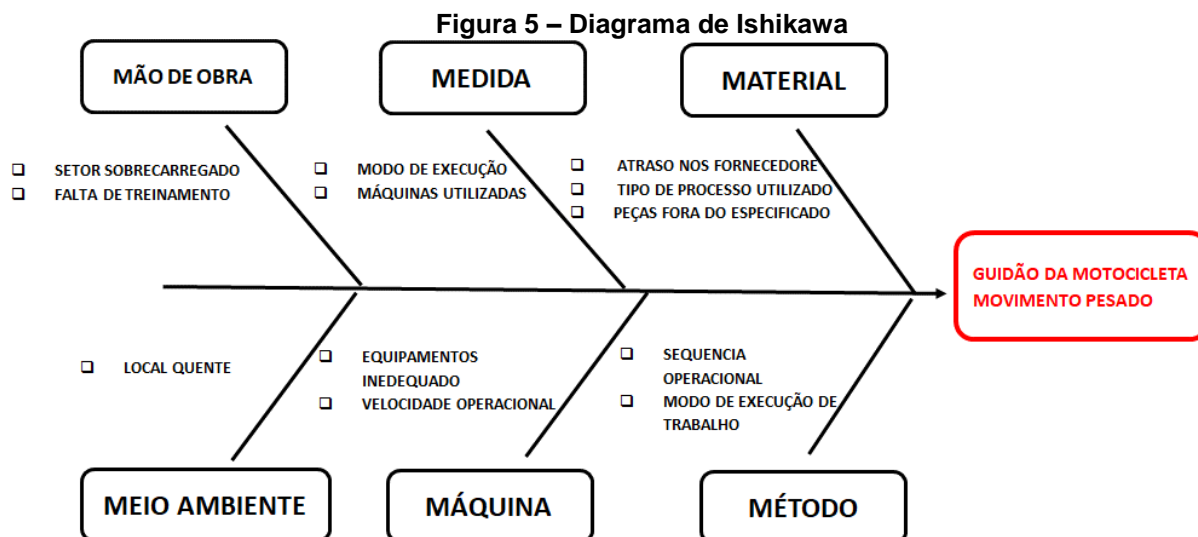 Figura 5 – Diagrama de Ishikawa
MÃO DE OBRA
MEDIDA
MATERIAL
SETOR SOBRECARREGADO
FALTA DE TREINAMENTO
MODO DE EXECUÇÃO
MÁQUINAS UTILIZADAS
ATRASO NOS FORNECEDORE
TIPO DE PROCESSO UTILIZADO
PEÇAS FORA DO ESPECIFICADO
GUIDÃO DA MOTOCICLETA
MOVIMENTO PESADO
LOCAL QUENTE
EQUIPAMENTOS
INEDEQUADO
VELOCIDADE OPERACIONAL
SEQUENCIA
OPERACIONAL
MODO DE EXECUÇÃO DE
TRABALHO
MEIO AMBIENTE
MÁQUINA
MÉTODO